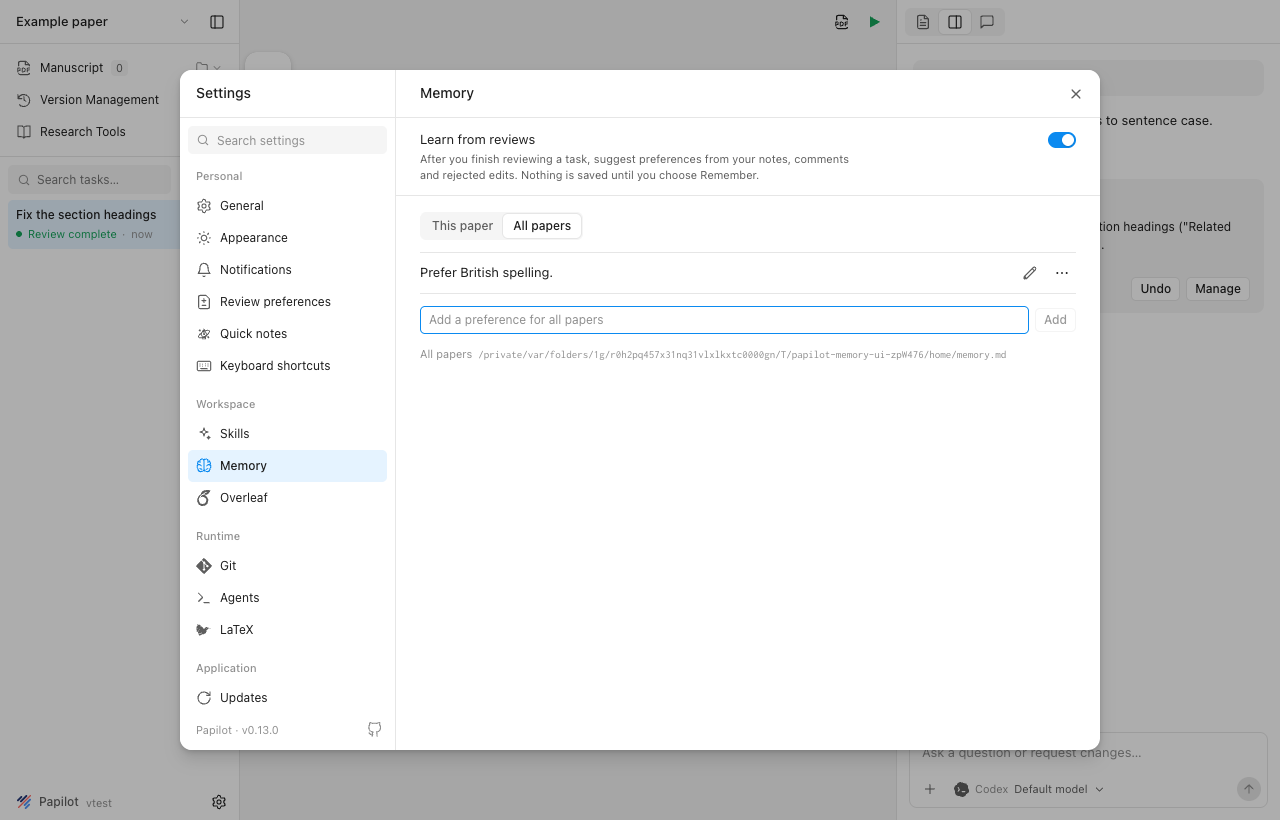 Example paper
Manuscript 0
Version Management
Research Tools
Search tasks...
Fix the section headings
Review complete · now
Papilot vtest
Settings
Search settings
Personal
General
Appearance
Notifications
Review preferences
Quick notes
Keyboard shortcuts
Workspace
Skills
Memory
Overleaf
Runtime
Git
Agents
LaTeX
Application
Updates
Papilot · v0.13.0
Memory
Learn from reviews
After you finish reviewing a task, suggest preferences from your notes, comments
and rejected edits. Nothing is saved until you choose Remember.
This paper All papers
Prefer British spelling.
Add a preference for all papers Add
All papers /private/var/folders/1g/r0h2pq457x31nq31vlxlkxtc0000gn/T/papilot-memory-ui-zpW476/home/memory.md
PDF
to sentence case.
headings ("Related
Undo Manage
Ask a question or request changes...
Codex Default model